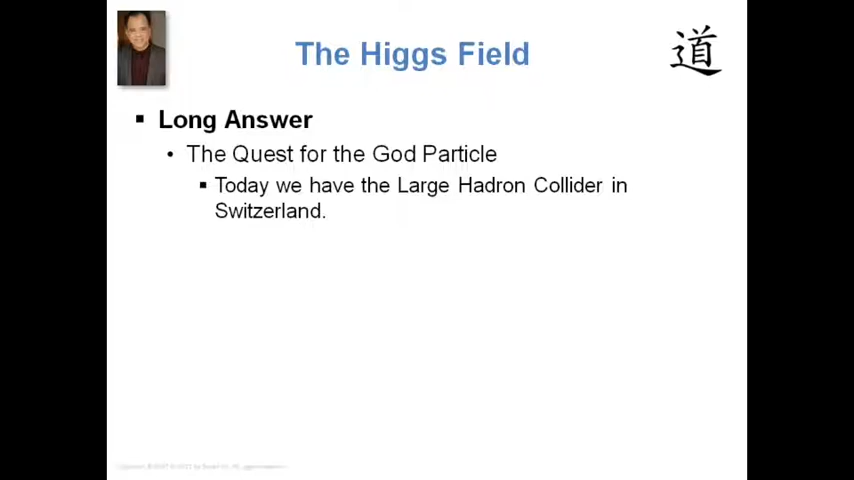 The Higgs Field
道
▪ Long Answer
• The Quest for the God Particle
▪ Today we have the Large Hadron Collider in
Switzerland.